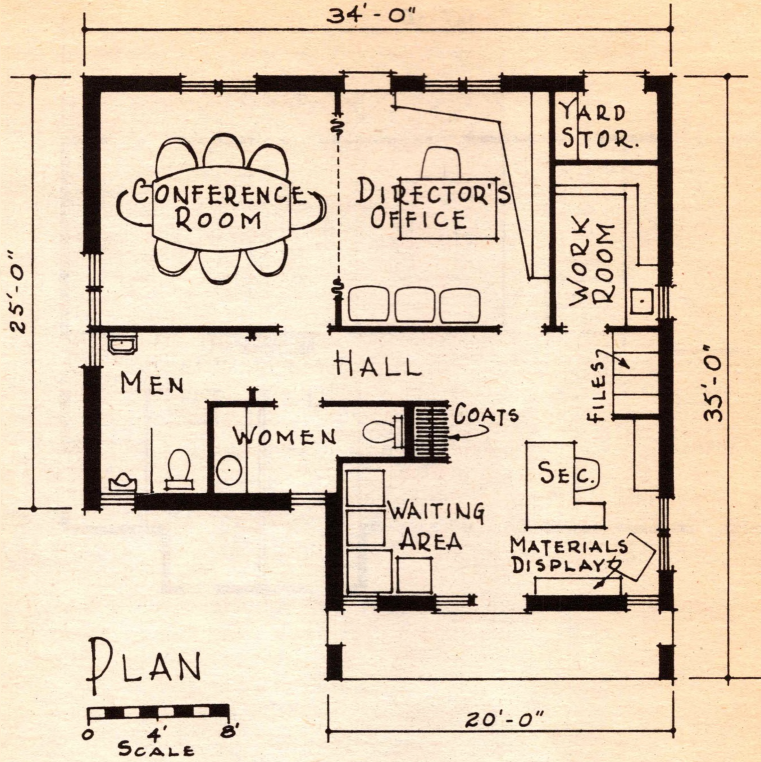 34'-0"
YARD
STOR.
CONFERENCE
ROOM
DIRECTOR'S
OFFICE
WORK
ROOM
25'-0"
HALL
MEN
FILES
35'-0"
COATS
WOMEN
SEC.
WAITING
AREA
MATERIALS
DISPLAY
PLAN
0 4' 8'
SCALE
20'-0"